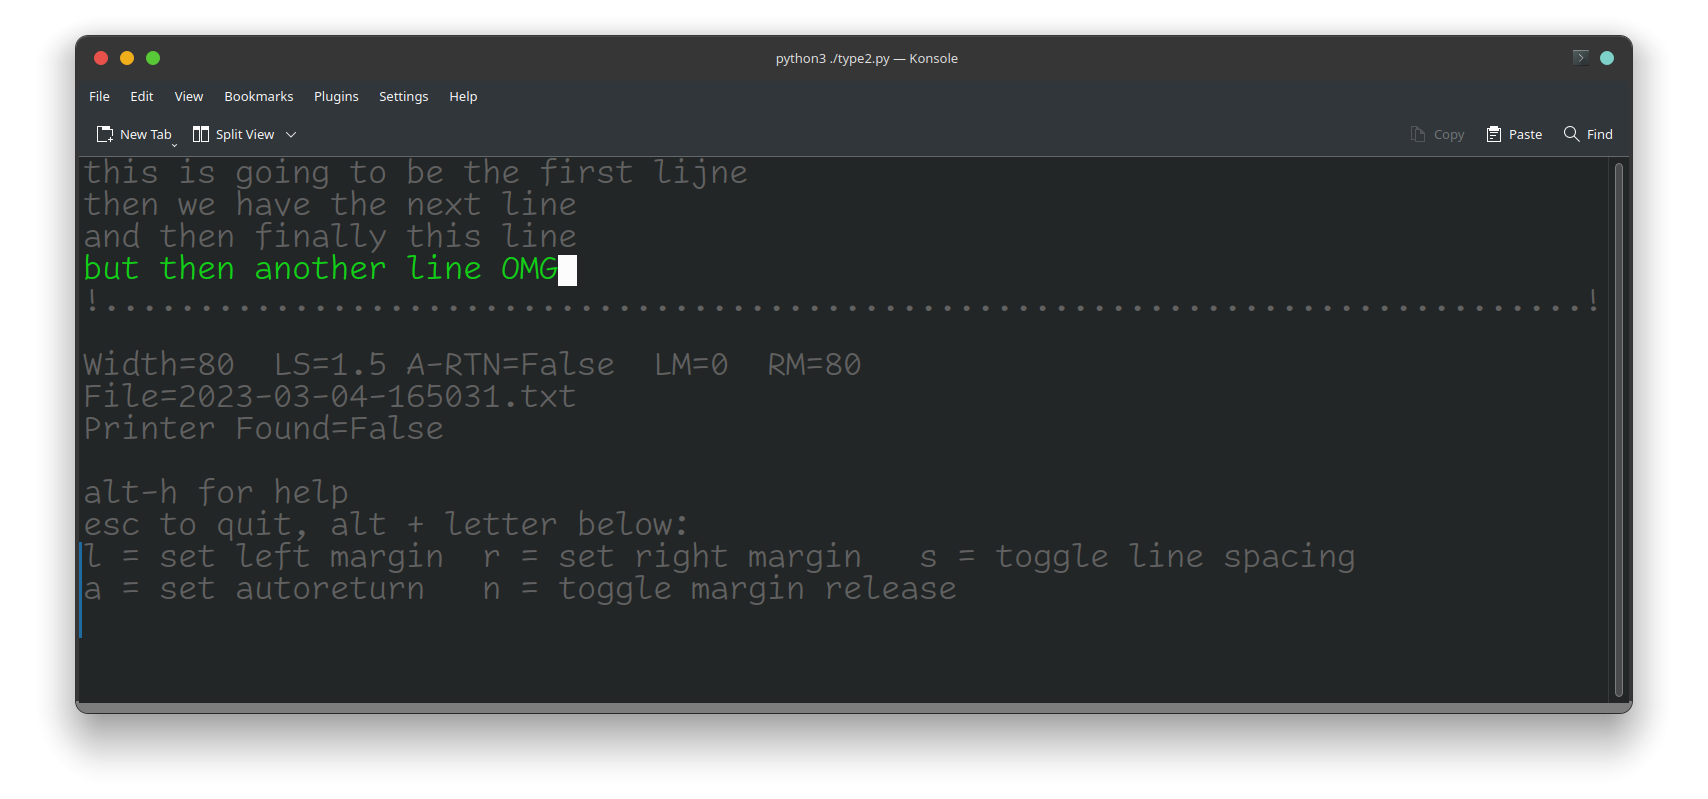 python3 ./type2.py — Konsole
File Edit View Bookmarks Plugins Settings Help
New Tab Split View Copy Paste Find
this is going to be the first lijne
then we have the next line
and then finally this line
but then another line OMG
!..............................................................................!
Width=80  LS=1.5 A-RTN=False  LM=0  RM=80
File=2023-03-04-165031.txt
Printer Found=False
alt-h for help
esc to quit, alt + letter below:
l = set left margin  r = set right margin   s = toggle line spacing
a = set autoreturn   n = toggle margin release